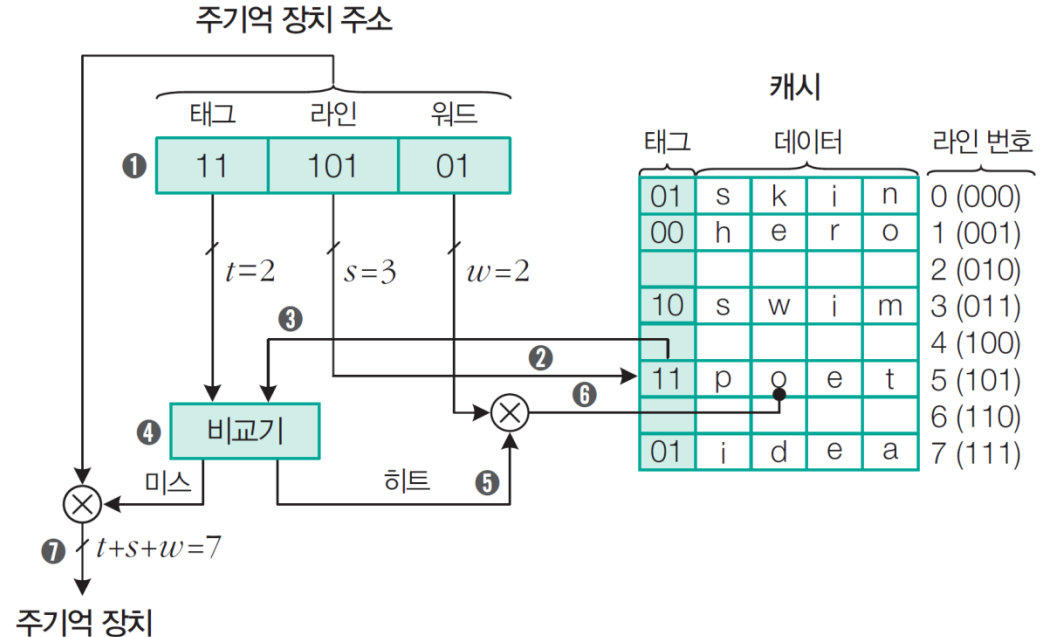 주기억 장치 주소
태그 라인 워드
❶ 11 101 01
t=2 s=3 w=2
캐시
태그 데이터 라인 번호
01 s k i n 0 (000)
00 h e r o 1 (001)
2 (010)
10 s w i m 3 (011)
4 (100)
11 p o e t 5 (101)
6 (110)
01 i d e a 7 (111)
❸
❷
❻
❹ 비교기
미스 히트 ❺
❼ t+s+w=7
주기억 장치